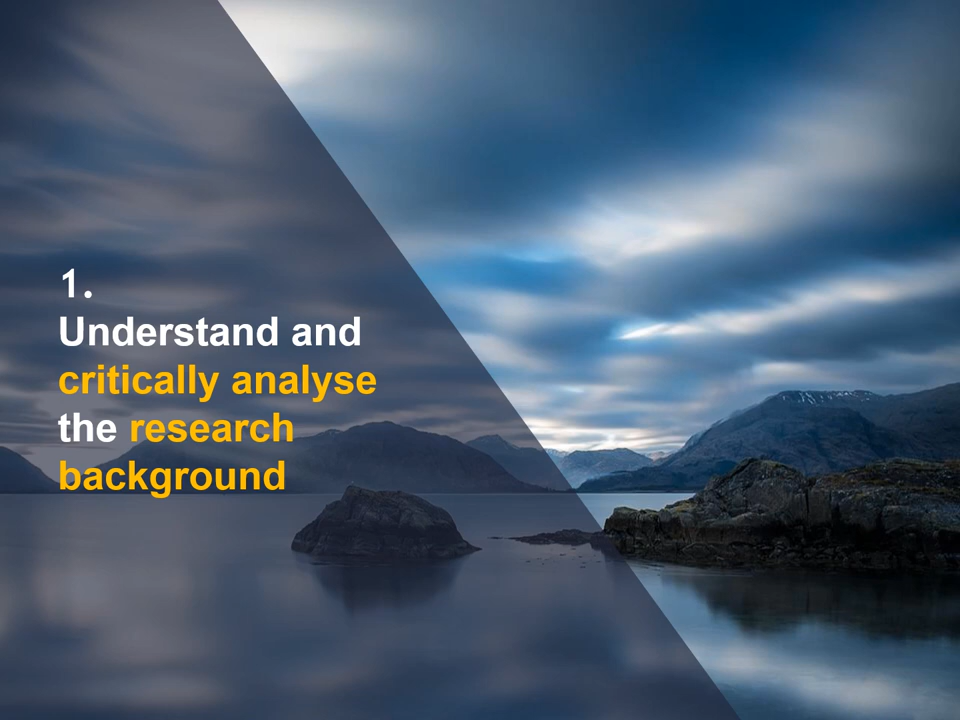 1.
Understand and
critically analyse
the research
background